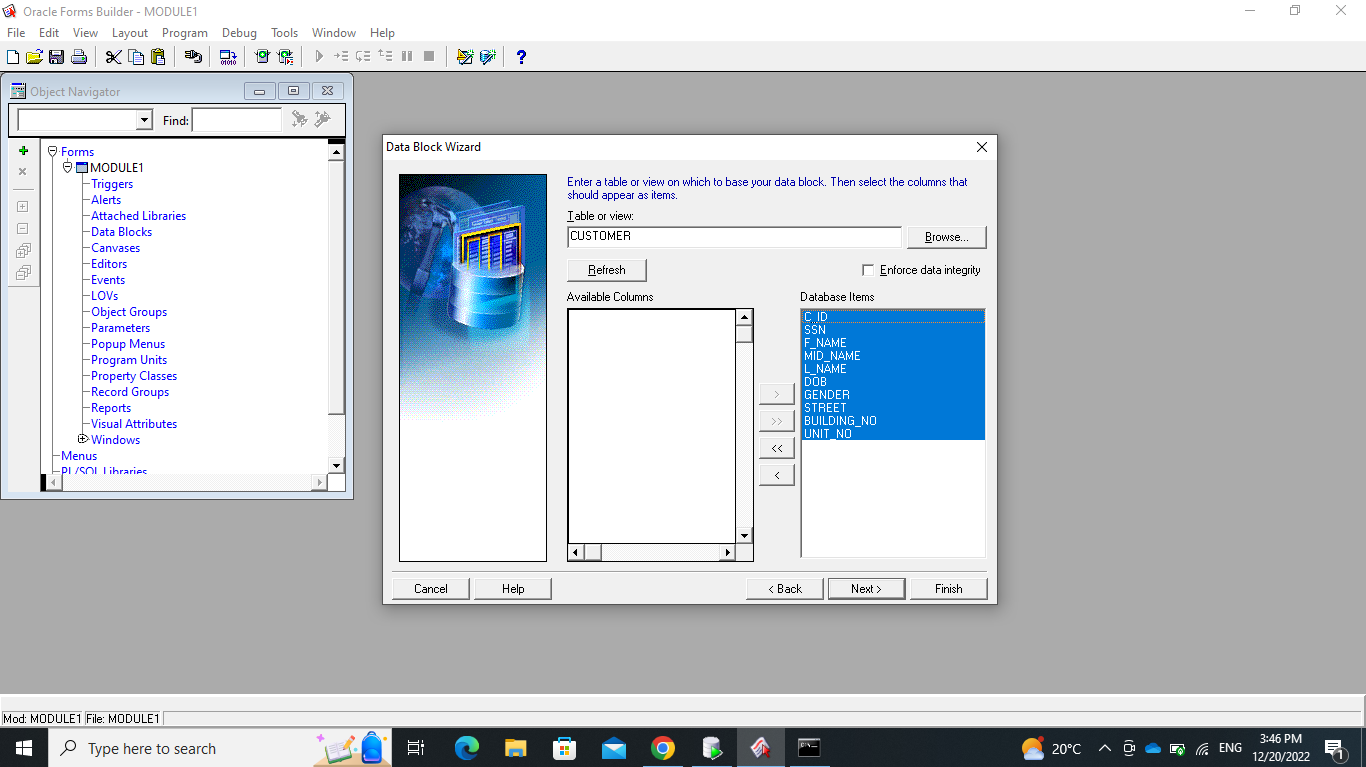 Oracle Forms Builder - MODULE1
File Edit View Layout Program Debug Tools Window Help
Object Navigator
Find:
Forms
MODULE1
Triggers
Alerts
Attached Libraries
Data Blocks
Canvases
Editors
Events
LOVs
Object Groups
Parameters
Popup Menus
Program Units
Property Classes
Record Groups
Reports
Visual Attributes
Windows
Menus
PL/SQL Libraries
Data Block Wizard
Enter a table or view on which to base your data block. Then select the columns that
should appear as items.
Table or view:
CUSTOMER
Browse...
Refresh
Enforce data integrity
Available Columns
Database Items
C_ID
SSN
F_NAME
MID_NAME
L_NAME
DOB
GENDER
STREET
BUILDING_NO
UNIT_NO
>
>>
<<
<
Cancel Help < Back Next > Finish
Mod: MODULE1 File: MODULE1
Type here to search
20°C
ENG
3:46 PM
12/20/2022
1